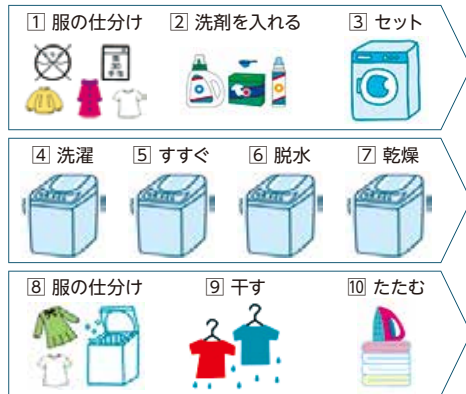 1 服の仕分け 2 洗剤を入れる 3 セット
4 洗濯 5 すすぐ 6 脱水 7 乾燥
8 服の仕分け 9 干す 10 たたむ